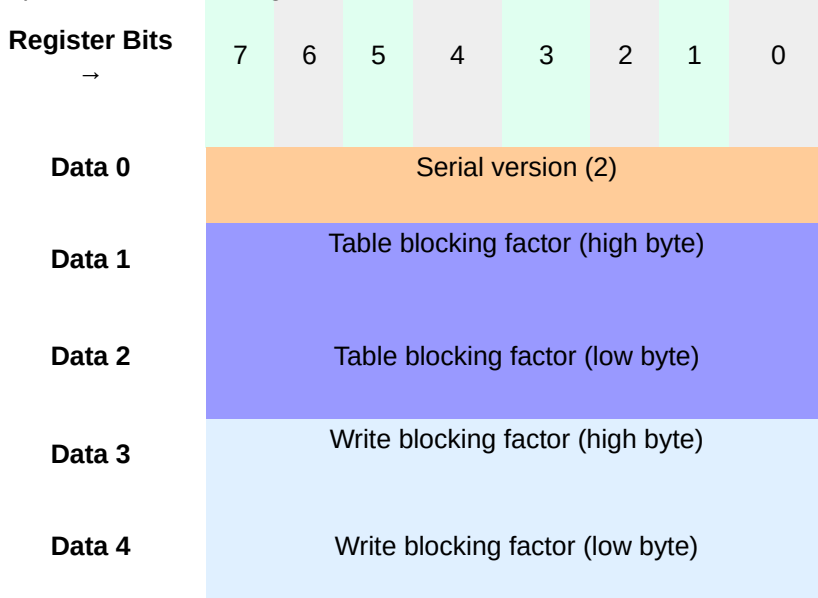 Register Bits
→
7 6 5 4 3 2 1 0
Data 0
Serial version (2)
Data 1
Table blocking factor (high byte)
Data 2
Table blocking factor (low byte)
Data 3
Write blocking factor (high byte)
Data 4
Write blocking factor (low byte)